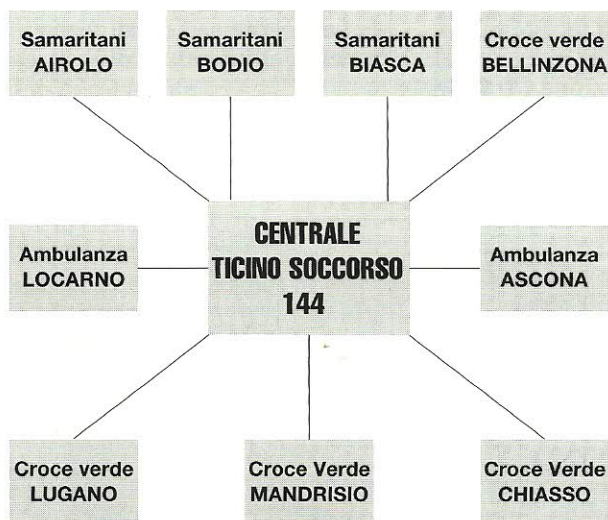 Samaritani
AIROLO
Samaritani
BODIO
Samaritani
BIASCA
Croce verde
BELLINZONA
Ambulanza
LOCARNO
CENTRALE
TICINO SOCCORSO
144
Ambulanza
ASCONA
Croce verde
LUGANO
Croce Verde
MANDRISIO
Croce Verde
CHIASSO